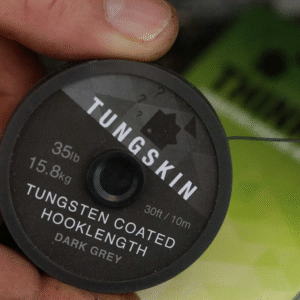 TUNGSKIN
35lb
15.8kg
30ft / 10m
TUNGSTEN COATED
HOOKLENGTH
DARK GREY